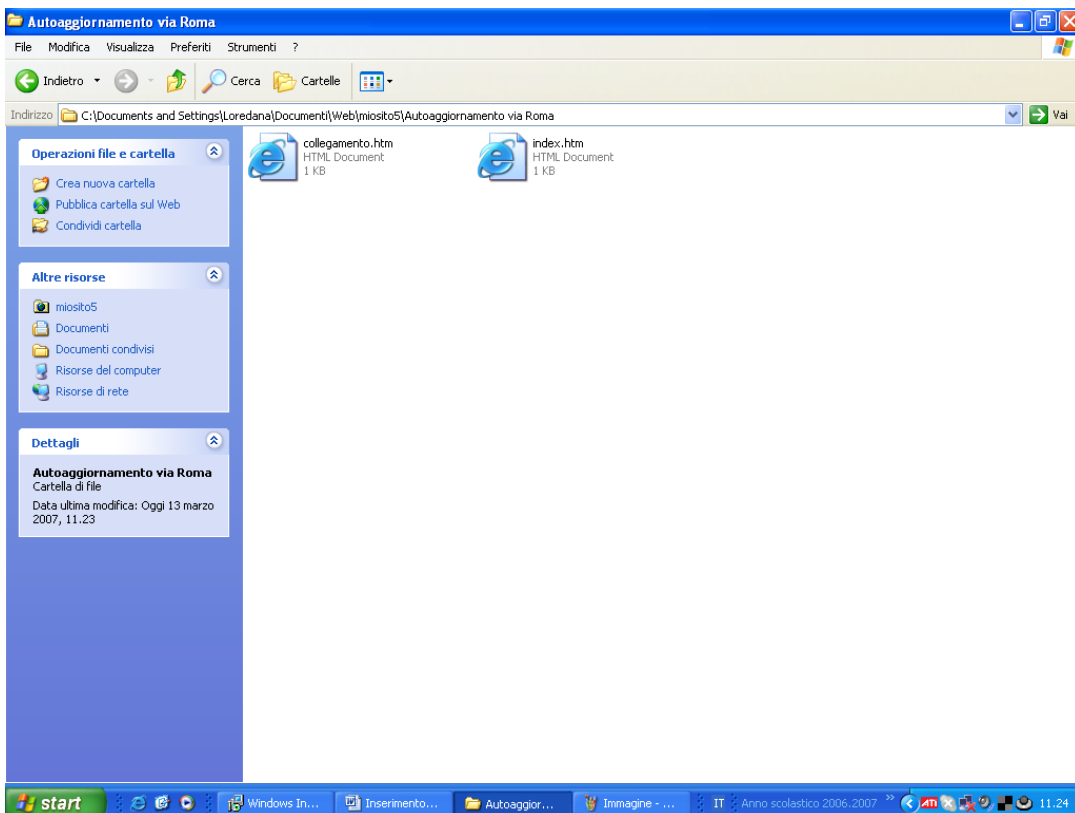 Autoaggiornamento via Roma
File Modifica Visualizza Preferiti Strumenti ?
Indietro Cerca Cartelle
Indirizzo C:\Documents and Settings\Loredana\Documenti\Web\miosito5\Autoaggiornamento via Roma Vai
Operazioni file e cartella
Crea nuova cartella
Pubblica cartella sul Web
Condividi cartella
Altre risorse
miosito5
Documenti
Documenti condivisi
Risorse del computer
Risorse di rete
Dettagli
Autoaggiornamento via Roma
Cartella di file
Data ultima modifica: Oggi 13 marzo
2007, 11.23
collegamento.htm
HTML Document
1 KB
index.htm
HTML Document
1 KB
start Windows In... Inserimento... Autoaggior... Immagine - ... IT Anno scolastico 2006.2007 » ATI 11.24